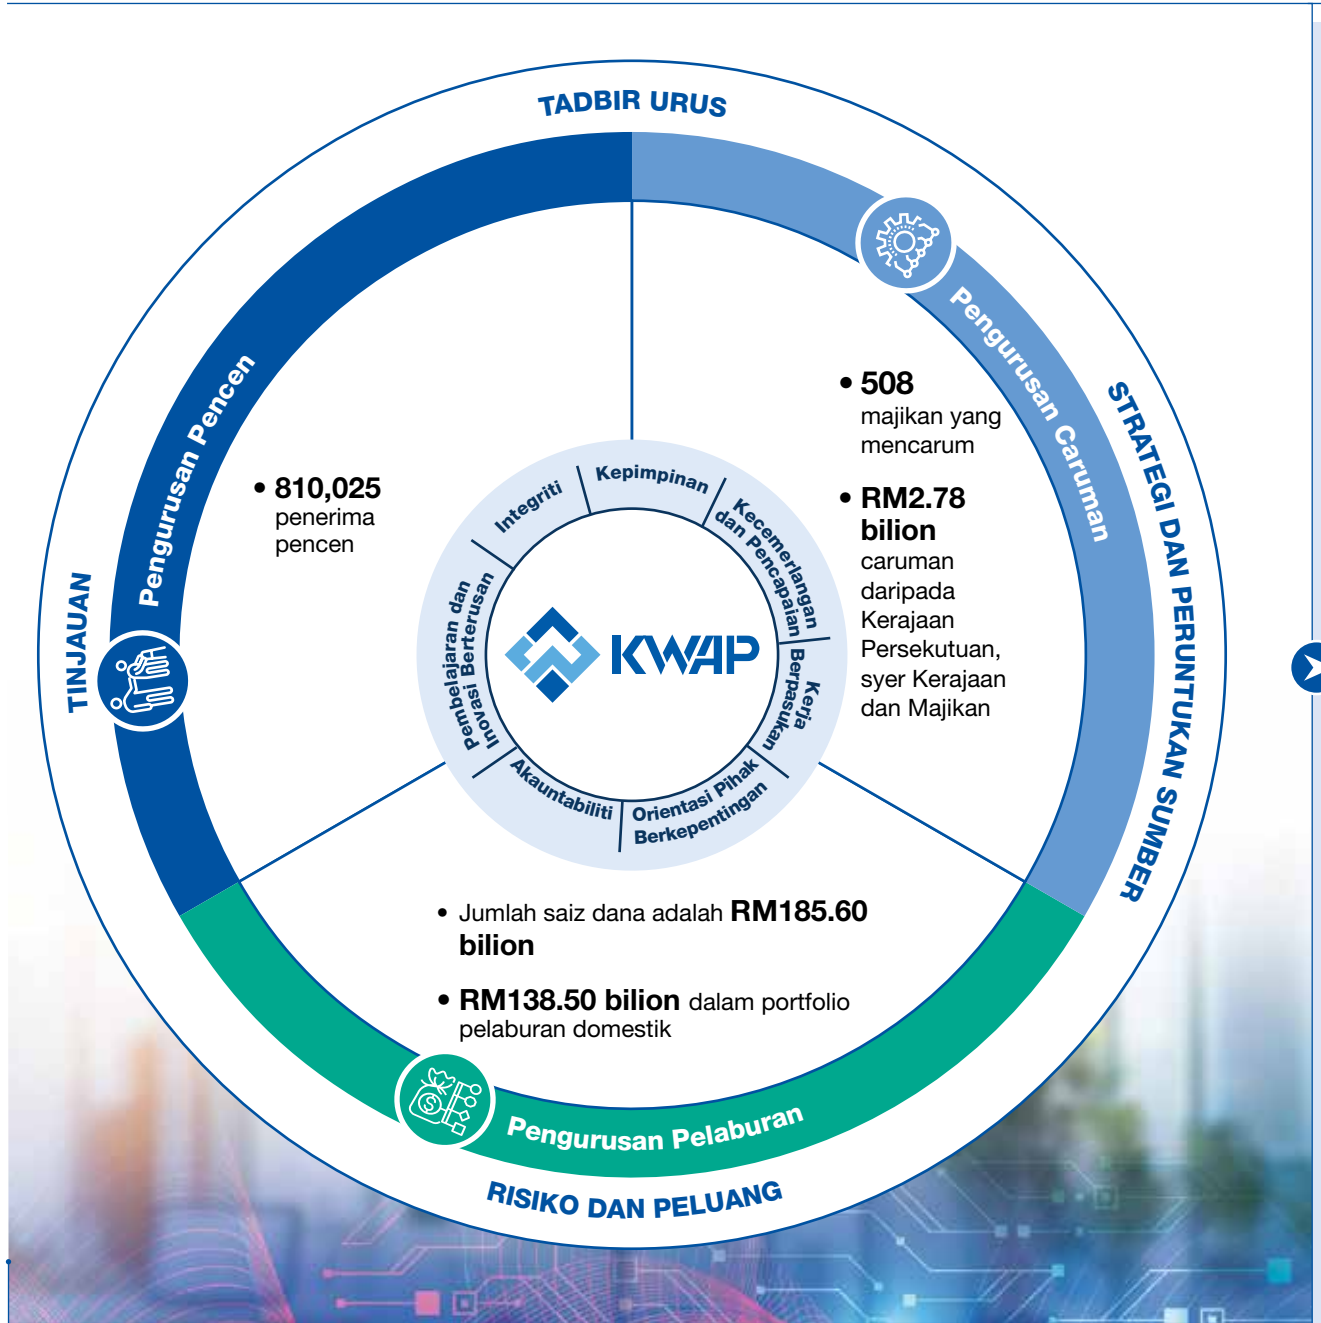 TADBIR URUS
Pengurusan Caruman
STRATEGI DAN PERUNTUKAN SUMBER
• 508
majikan yang
mencarum
• RM2.78
bilion
caruman
daripada
Kerajaan
Persekutuan,
syer Kerajaan
dan Majikan
Pengurusan Pencen
TINJAUAN
• 810,025
penerima
pencen
Integriti
Kepimpinan
Kecemerlangan
dan Pencapaian
Kerja
Berpasukan
Orientasi Pihak
Berkepentingan
Akauntabiliti
Pembelajaran dan
Inovasi Berterusan
KWAP
• Jumlah saiz dana adalah RM185.60
bilion
• RM138.50 bilion dalam portfolio
pelaburan domestik
Pengurusan Pelaburan
RISIKO DAN PELUANG